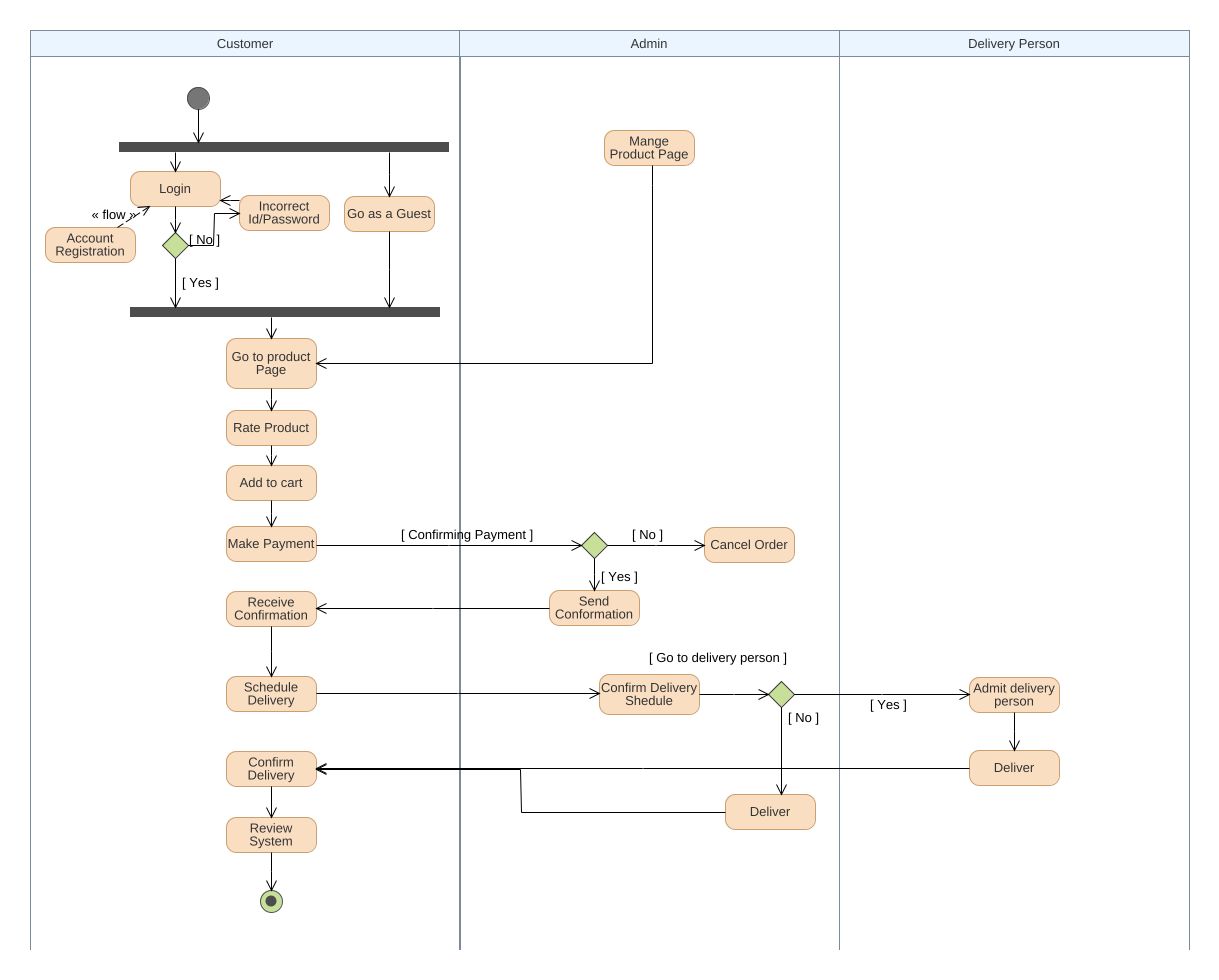 Customer
Admin
Delivery Person
Mange
Product Page
Login
Incorrect
Id/Password
Go as a Guest
« flow »
Account
Registration
[ No ]
[ Yes ]
Go to product
Page
Rate Product
Add to cart
Make Payment
[ Confirming Payment ]
[ No ]
Cancel Order
[ Yes ]
Receive
Confirmation
Send
Conformation
[ Go to delivery person ]
Schedule
Delivery
Confirm Delivery
Shedule
[ Yes ]
[ No ]
Admit delivery
person
Confirm
Delivery
Deliver
Deliver
Review
System